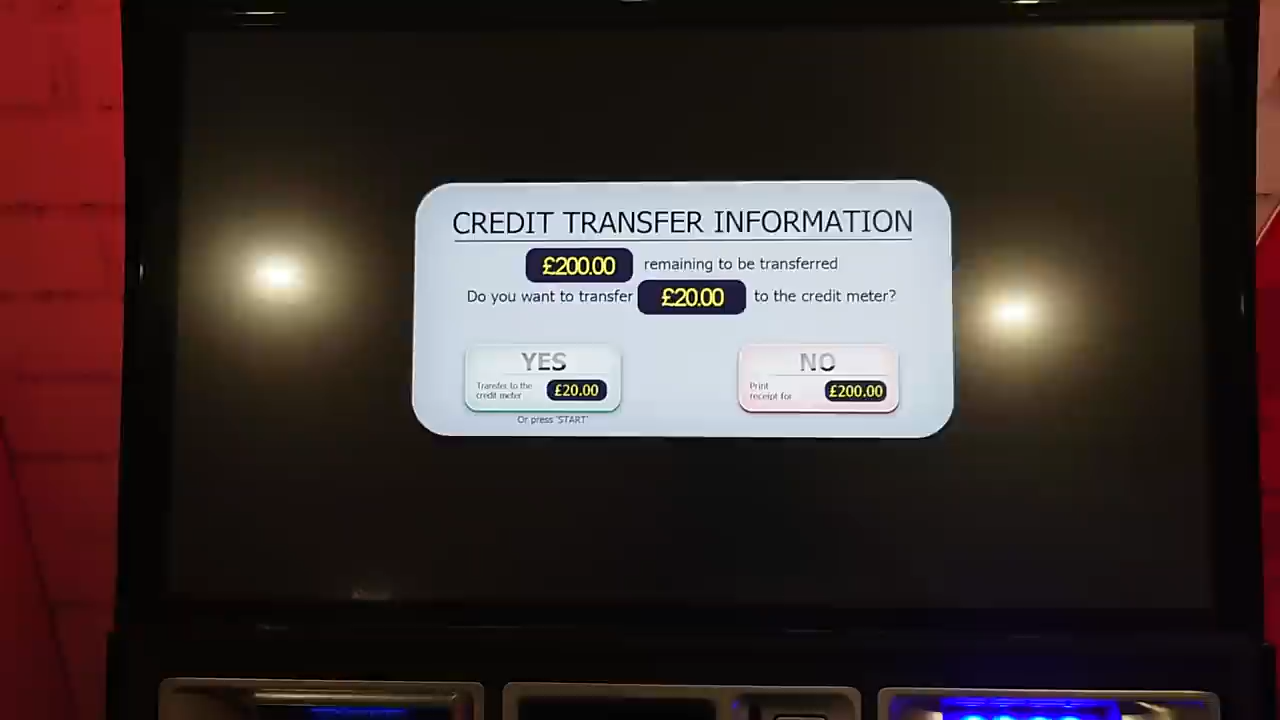 CREDIT TRANSFER INFORMATION
£200.00 remaining to be transferred
Do you want to transfer £20.00 to the credit meter?
YES
Transfer to the
credit meter
£20.00
Or press 'START'
NO
Print
receipt for
£200.00